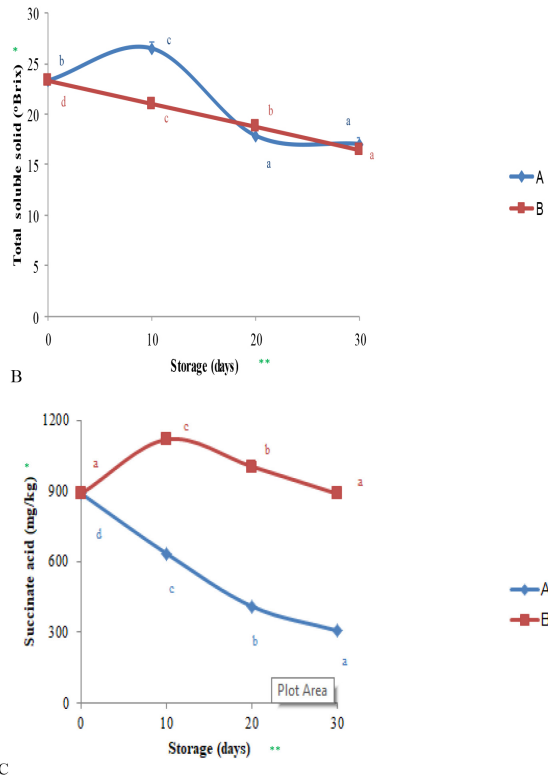 30
25
20
15
10
5
0
Total soluble solid (°Brix) *
b
c
d
c
b
a
a
a
0 10 20 30
Storage (days) **
A
B
B
1200
900
600
300
0
Succinate acid (mg/kg) *
a
c
b
a
d
c
b
a
Plot Area
0 10 20 30
Storage (days) **
A
C